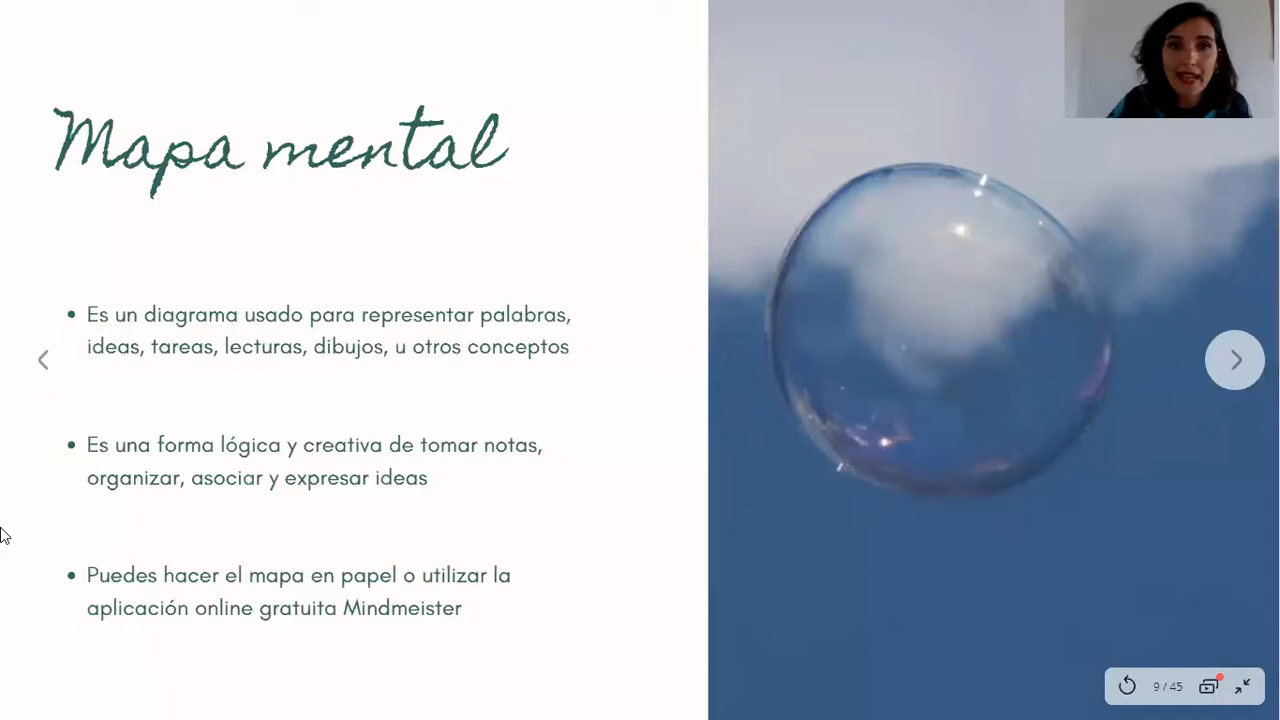 Mapa mental
• Es un diagrama usado para representar palabras,
ideas, tareas, lecturas, dibujos, u otros conceptos
• Es una forma lógica y creativa de tomar notas,
organizar, asociar y expresar ideas
• Puedes hacer el mapa en papel o utilizar la
aplicación online gratuita Mindmeister
9 / 45